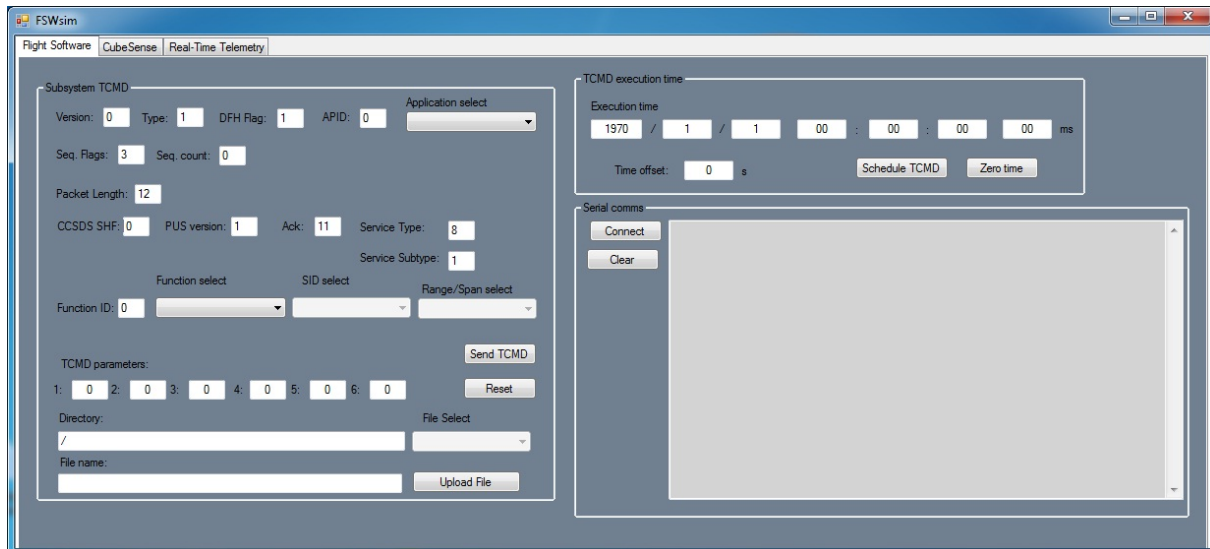 FSWsim
Flight Software CubeSense Real-Time Telemetry
Subsystem TCMD
Version: 0 Type: 1 DFH Flag: 1 APID: 0 Application select
Seq. Flags: 3 Seq. count: 0
Packet Length: 12
CCSDS SHF: 0 PUS version: 1 Ack: 11 Service Type: 8
Service Subtype: 1
Function select SID select Range/Span select
Function ID: 0
Send TCMD
TCMD parameters:
1: 0 2: 0 3: 0 4: 0 5: 0 6: 0 Reset
Directory: File Select
/
File name:
Upload File
TCMD execution time
Execution time
1970 / 1 / 1 00 : 00 : 00 00 ms
Time offset: 0 s Schedule TCMD Zero time
Serial comms
Connect
Clear